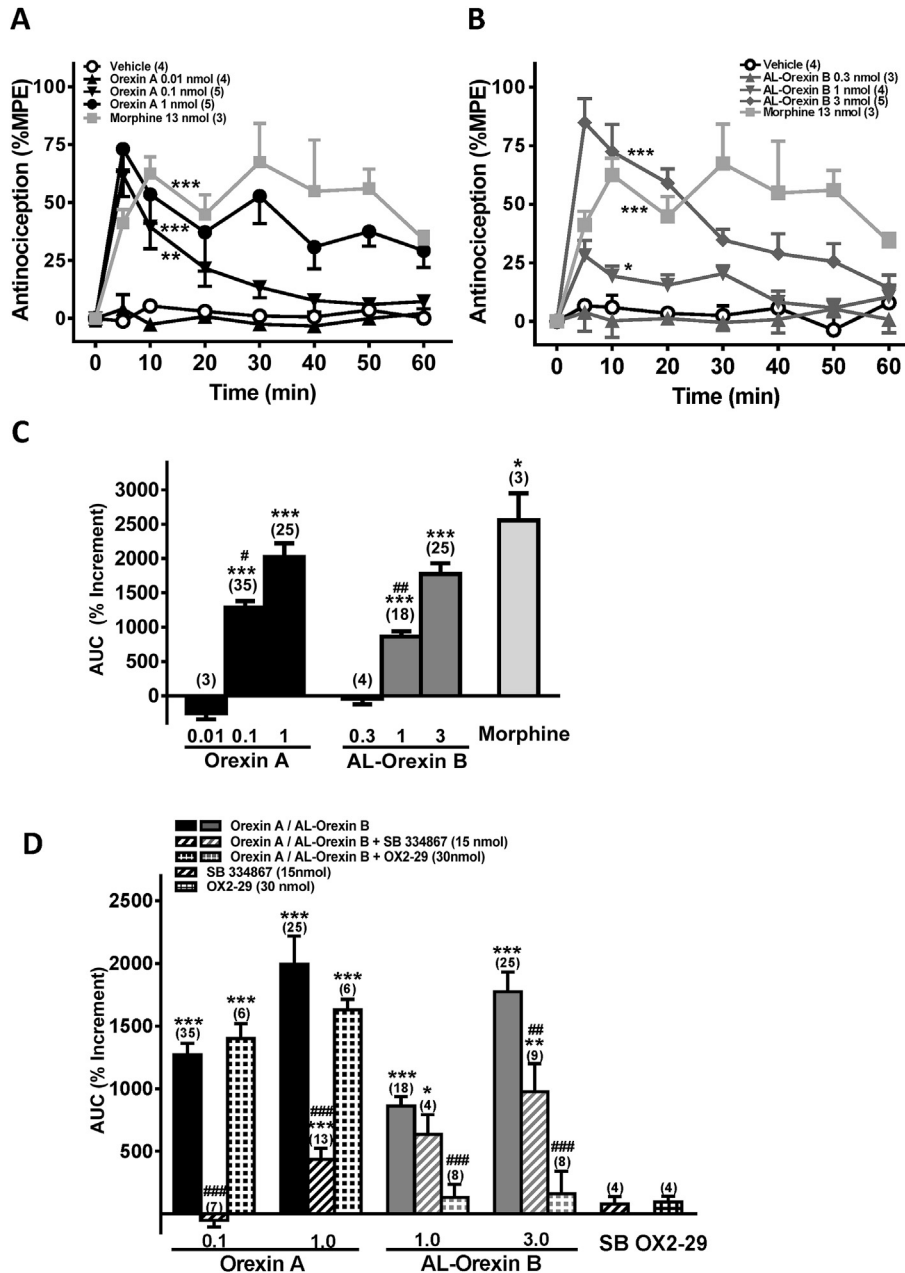 A
Vehicle (4)
Orexin A 0.01 nmol (4)
Orexin A 0.1 nmol (5)
Orexin A 1 nmol (5)
Morphine 13 nmol (3)
Antinociception (%MPE)
100
75
50
25
0
***
***
**
0 10 20 30 40 50 60
Time (min)
B
Vehicle (4)
AL-Orexin B 0.3 nmol (3)
AL-Orexin B 1 nmol (4)
AL-Orexin B 3 nmol (5)
Morphine 13 nmol (3)
Antinociception (%MPE)
100
75
50
25
0
***
***
*
0 10 20 30 40 50 60
Time (min)
C
AUC (% Increment)
3000
2500
2000
1500
1000
500
0
(3)
#
***
(35)
***
(25)
(4)
##
***
(18)
***
(25)
*
(3)
0.01 0.1 1
Orexin A
0.3 1 3
AL-Orexin B
Morphine
D
Orexin A / AL-Orexin B
Orexin A / AL-Orexin B + SB 334867 (15 nmol)
Orexin A / AL-Orexin B + OX2-29 (30nmol)
SB 334867 (15nmol)
OX2-29 (30 nmol)
AUC (% Increment)
2500
2000
1500
1000
500
***
(35)
###
(7)
***
(6)
***
(25)
###
***
(13)
***
(6)
***
(18)
*
(4)
###
(8)
***
(25)
##
**
(9)
###
(8)
(4)
(4)
0.1 1.0
Orexin A
1.0 3.0
AL-Orexin B
SB OX2-29